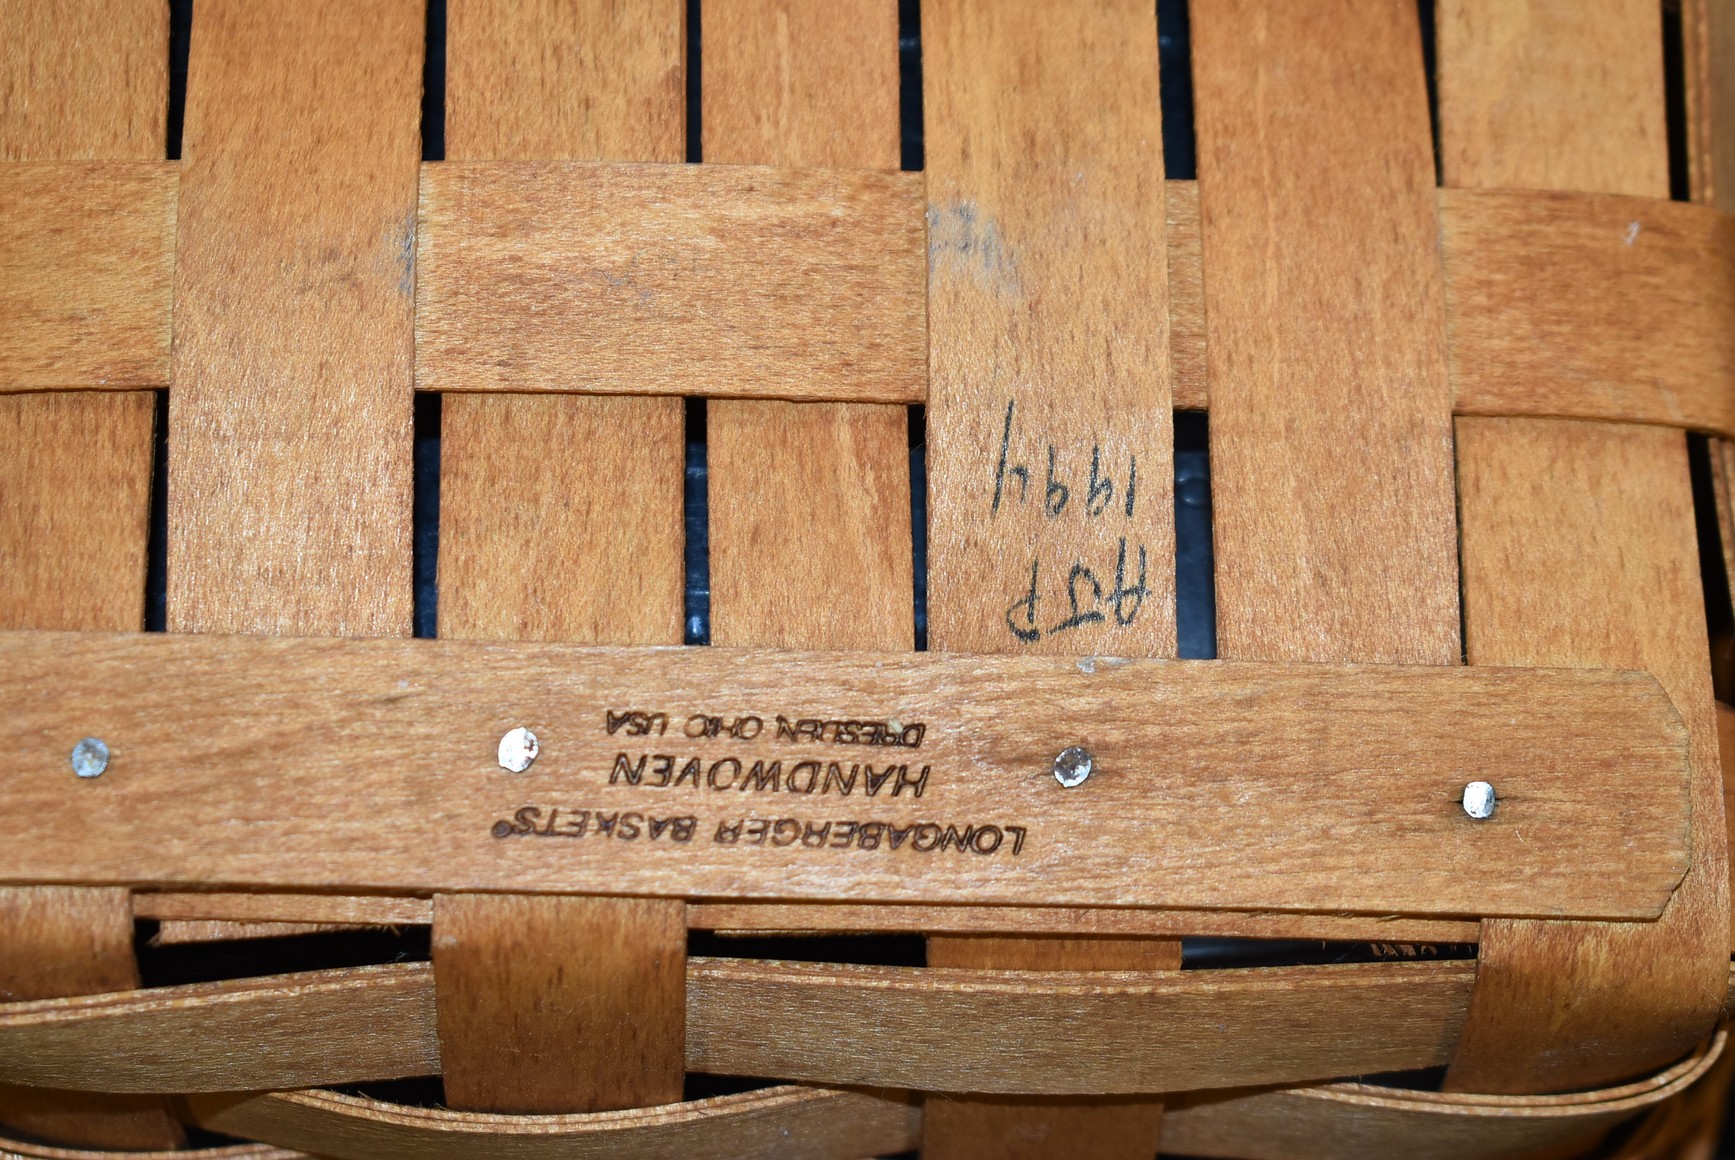 LONGABERGER BASKETS®
HANDWOVEN
DRESDEN, OHIO USA
AJP
1994